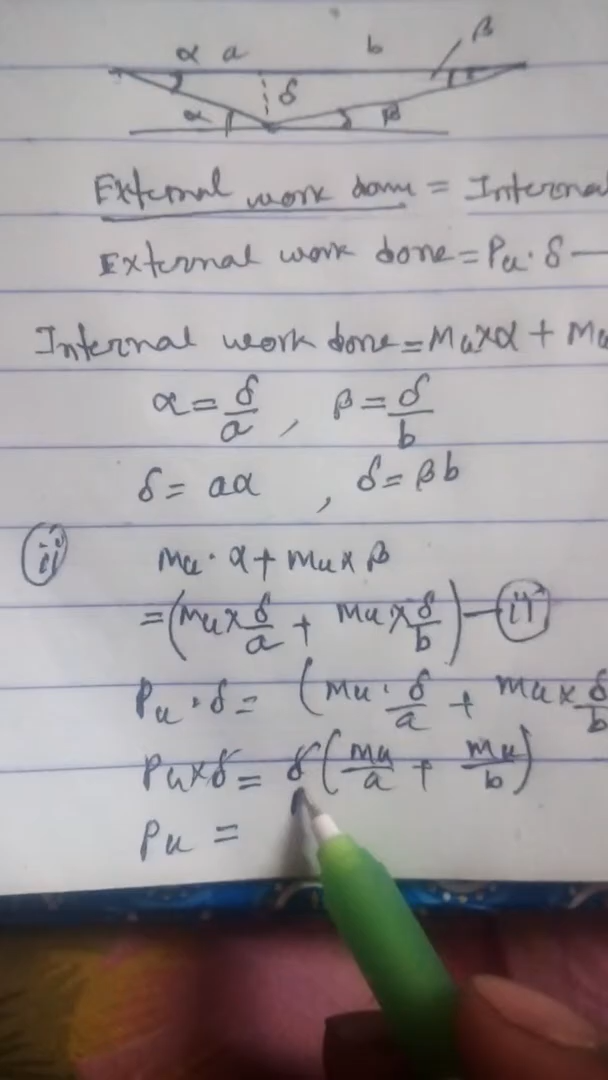 α a b β
δ
α β
External work done = Internal
External work done = Pu · δ —
Internal work done = Mu×α + Mu
α = δ/a , β = δ/b
δ = aα , δ = βb
(ii) Mu · α + Mu × β
= (Mu × δ/a + Mu × δ/b) — (ii)
Pu · δ = (Mu · δ/a + Mu × δ/b
Pu × δ = δ (Mu/a + Mu/b)
Pu =